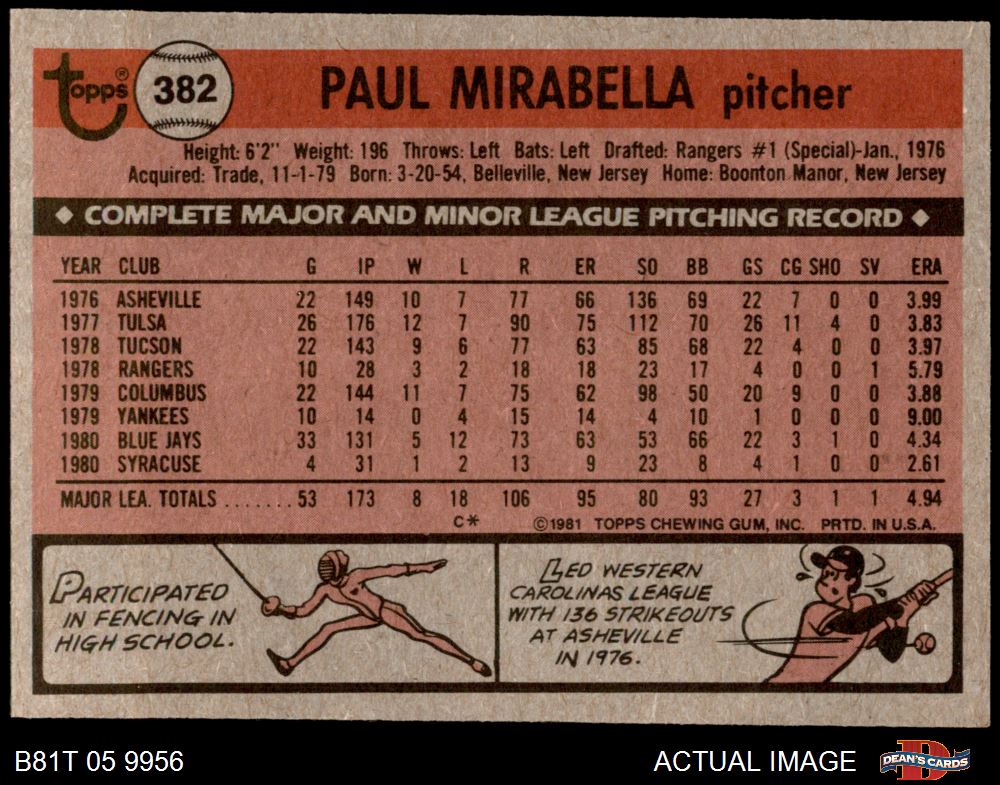 topps® 382 PAUL MIRABELLA pitcher
Height: 6'2" Weight: 196 Throws: Left Bats: Left Drafted: Rangers #1 (Special)-Jan., 1976
Acquired: Trade, 11-1-79 Born: 3-20-54, Belleville, New Jersey Home: Boonton Manor, New Jersey
◆ COMPLETE MAJOR AND MINOR LEAGUE PITCHING RECORD ◆
YEAR CLUB G IP W L R ER SO BB GS CG SHO SV ERA
1976 ASHEVILLE 22 149 10 7 77 66 136 69 22 7 0 0 3.99
1977 TULSA 26 176 12 7 90 75 112 70 26 11 4 0 3.83
1978 TUCSON 22 143 9 6 77 63 85 68 22 4 0 0 3.97
1978 RANGERS 10 28 3 2 18 18 23 17 4 0 0 1 5.79
1979 COLUMBUS 22 144 11 7 75 62 98 50 20 9 0 0 3.88
1979 YANKEES 10 14 0 4 15 14 4 10 1 0 0 0 9.00
1980 BLUE JAYS 33 131 5 12 73 63 53 66 22 3 1 0 4.34
1980 SYRACUSE 4 31 1 2 13 9 23 8 4 1 0 0 2.61
MAJOR LEA. TOTALS ....... 53 173 8 18 106 95 80 93 27 3 1 1 4.94
C* ©1981 TOPPS CHEWING GUM, INC. PRTD. IN U.S.A.
PARTICIPATED
IN FENCING IN
HIGH SCHOOL.
LED WESTERN
CAROLINAS LEAGUE
WITH 136 STRIKEOUTS
AT ASHEVILLE
IN 1976.
B81T 05 9956 ACTUAL IMAGE DEAN'S CARDS